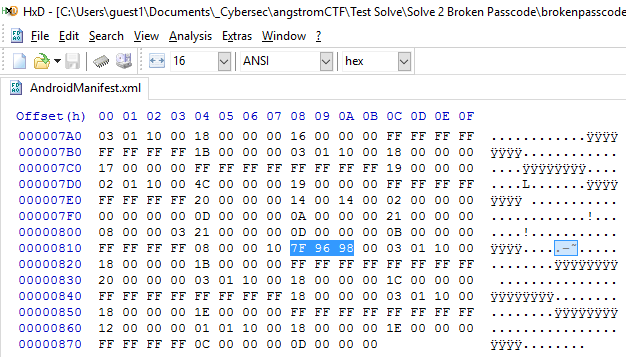 HxD - [C:\Users\guest1\Documents\_Cybersec\angstromCTF\Test Solve\Solve 2 Broken Passcode\brokenpasscode
File Edit Search View Analysis Extras Window ?
16 ANSI hex
AndroidManifest.xml
Offset(h) 00 01 02 03 04 05 06 07 08 09 0A 0B 0C 0D 0E 0F
000007A0 03 01 10 00 18 00 00 00 16 00 00 00 FF FF FF FF ............ÿÿÿÿ
000007B0 FF FF FF FF 1B 00 00 00 03 01 10 00 18 00 00 00 ÿÿÿÿ............
000007C0 17 00 00 00 FF FF FF FF FF FF FF FF 19 00 00 00 ....ÿÿÿÿÿÿÿÿ....
000007D0 02 01 10 00 4C 00 00 00 19 00 00 00 FF FF FF FF ....L.......ÿÿÿÿ
000007E0 FF FF FF FF 20 00 00 00 14 00 14 00 02 00 00 00 ÿÿÿÿ ...........
000007F0 00 00 00 00 0D 00 00 00 0A 00 00 00 21 00 00 00 ............!...
00000800 08 00 00 03 21 00 00 00 0D 00 00 00 0B 00 00 00 ....!...........
00000810 FF FF FF FF 08 00 00 10 7F 96 98 00 03 01 10 00 ÿÿÿÿ.....–˜.....
00000820 18 00 00 00 1B 00 00 00 FF FF FF FF FF FF FF FF ........ÿÿÿÿÿÿÿÿ
00000830 20 00 00 00 03 01 10 00 18 00 00 00 1C 00 00 00  ...............
00000840 FF FF FF FF FF FF FF FF 18 00 00 00 03 01 10 00 ÿÿÿÿÿÿÿÿ........
00000850 18 00 00 00 1E 00 00 00 FF FF FF FF FF FF FF FF ........ÿÿÿÿÿÿÿÿ
00000860 12 00 00 00 01 01 10 00 18 00 00 00 1E 00 00 00 ................
00000870 FF FF FF FF 0C 00 00 00 0D 00 00 00 ÿÿÿÿ........